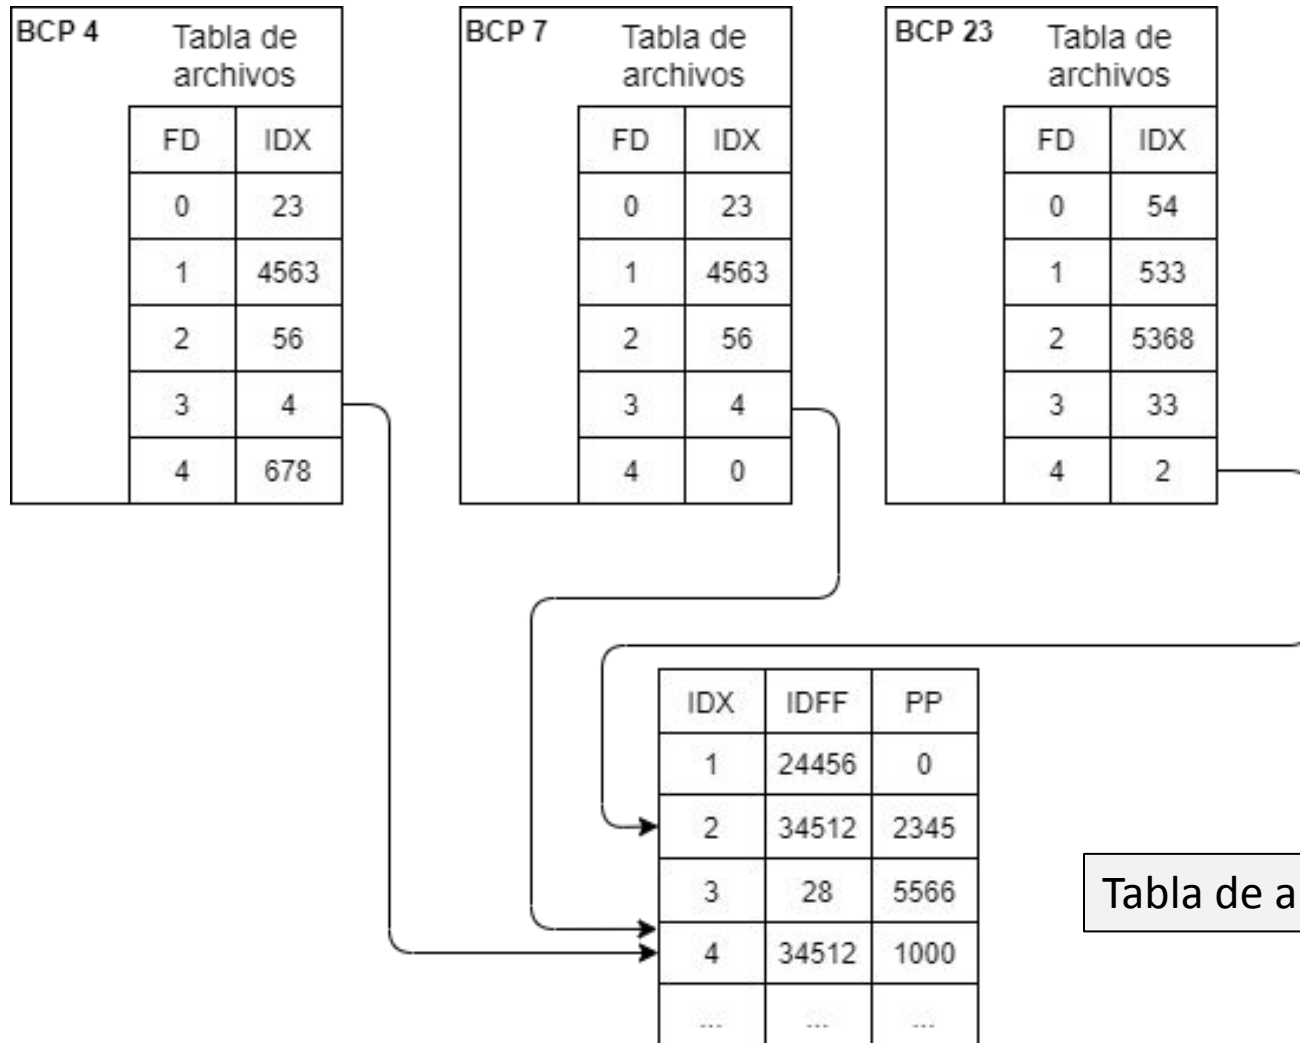 BCP 4
Tabla de
archivos
FD IDX
0 23
1 4563
2 56
3 4
4 678
BCP 7
Tabla de
archivos
FD IDX
0 23
1 4563
2 56
3 4
4 0
BCP 23
Tabla de
archivos
FD IDX
0 54
1 533
2 5368
3 33
4 2
IDX IDFF PP
1 24456 0
2 34512 2345
3 28 5566
4 34512 1000
... ... ...
Tabla de a